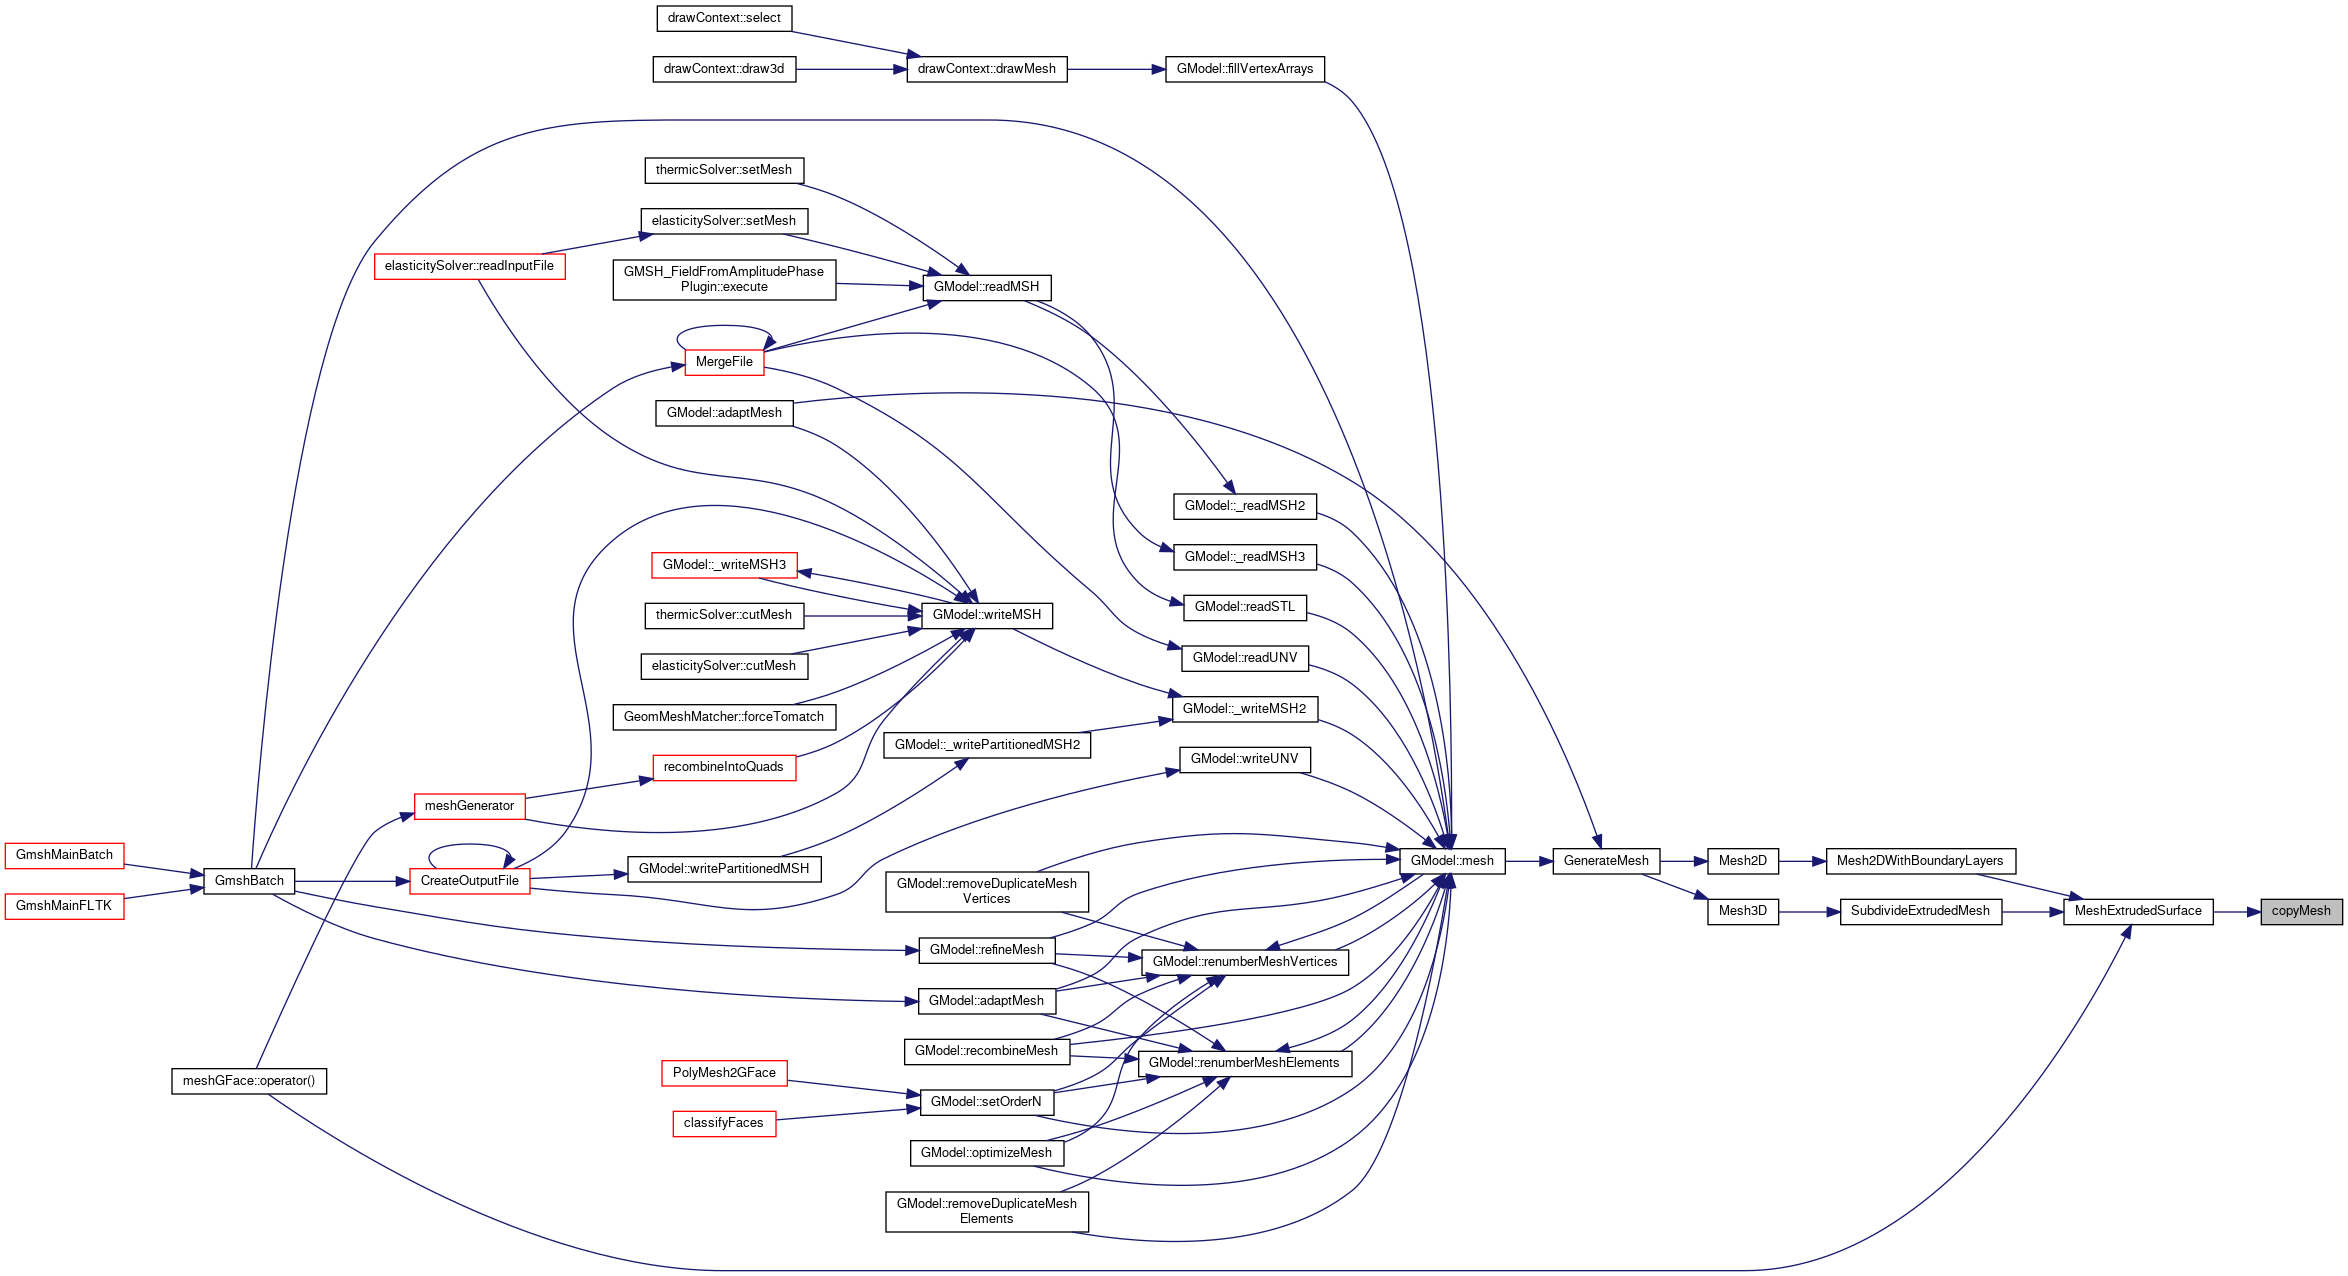 drawContext::select
drawContext::draw3d
drawContext::drawMesh
GModel::fillVertexArrays
thermicSolver::setMesh
elasticitySolver::setMesh
elasticitySolver::readInputFile
GMSH_FieldFromAmplitudePhase
Plugin::execute
GModel::readMSH
MergeFile
GModel::adaptMesh
GModel::_readMSH2
GModel::_readMSH3
GModel::_writeMSH3
GModel::readSTL
thermicSolver::cutMesh
GModel::writeMSH
GModel::readUNV
elasticitySolver::cutMesh
GeomMeshMatcher::forceTomatch
GModel::_writeMSH2
GModel::_writePartitionedMSH2
GModel::writeUNV
recombineIntoQuads
meshGenerator
GmshMainBatch
GmshMainFLTK
GmshBatch
CreateOutputFile
GModel::writePartitionedMSH
GModel::removeDuplicateMesh
Vertices
GModel::mesh
GenerateMesh
Mesh2D
Mesh2DWithBoundaryLayers
Mesh3D
SubdivideExtrudedMesh
MeshExtrudedSurface
copyMesh
GModel::refineMesh
GModel::renumberMeshVertices
GModel::adaptMesh
GModel::recombineMesh
GModel::renumberMeshElements
meshGFace::operator()
PolyMesh2GFace
GModel::setOrderN
classifyFaces
GModel::optimizeMesh
GModel::removeDuplicateMesh
Elements